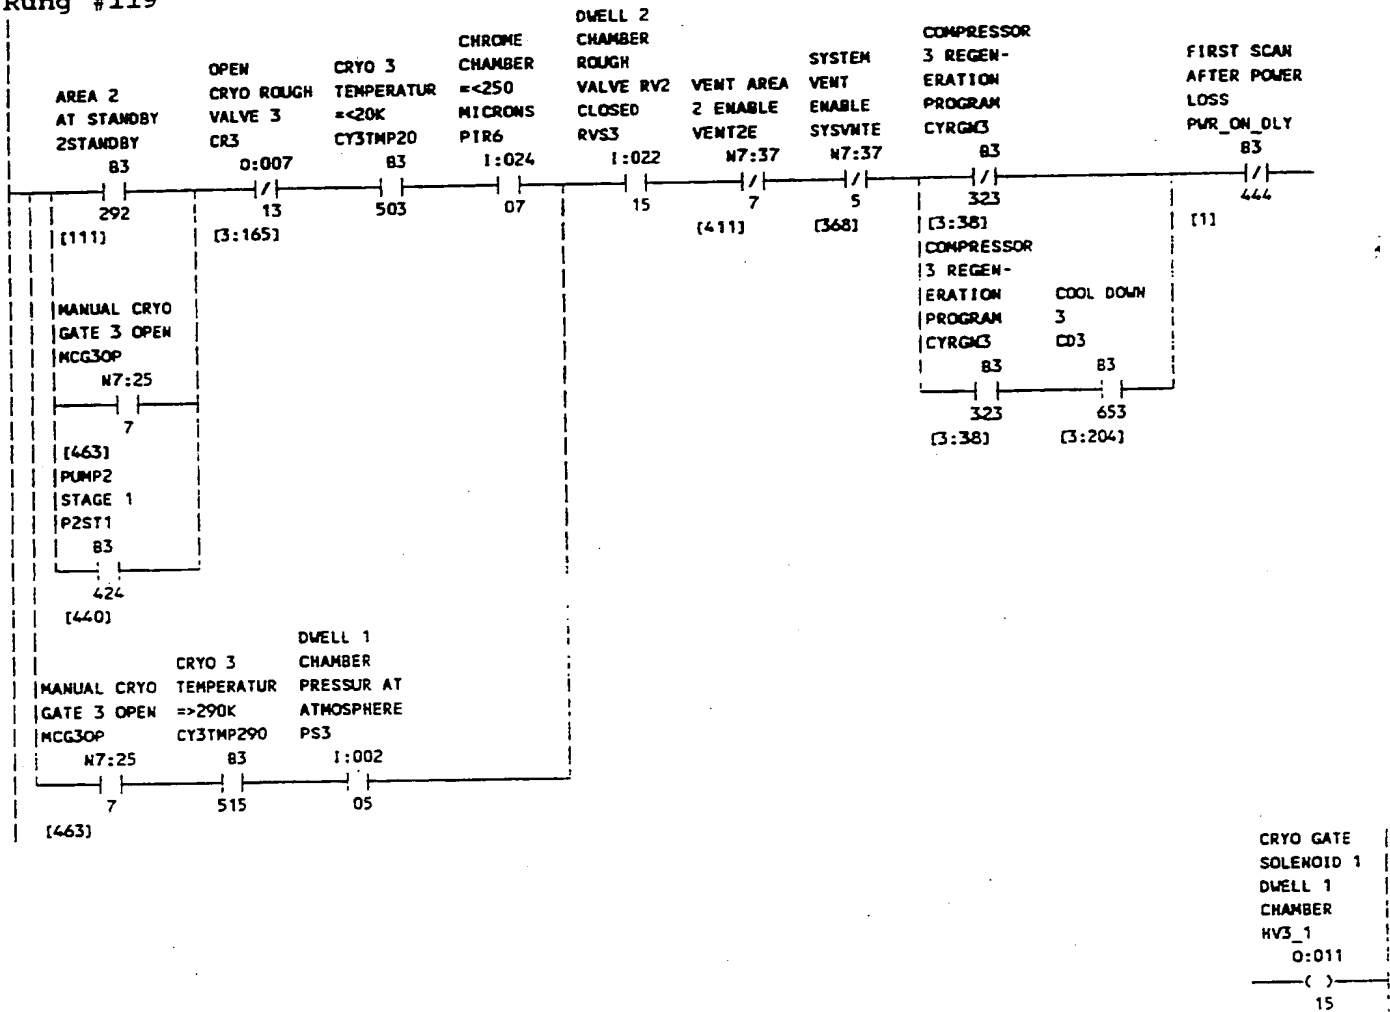 Rung #119
AREA 2
AT STANDBY
2STANDBY
B3
292
[111]
OPEN
CRYO ROUGH
VALVE 3
CR3
O:007
13
[3:165]
CRYO 3
TEMPERATUR
=<20K
CY3TMP20
B3
503
CHROME
CHAMBER
=<250
MICRONS
PIR6
I:024
07
DWELL 2
CHAMBER
ROUGH
VALVE RV2
CLOSED
RVS3
I:022
15
VENT AREA
2 ENABLE
VENT2E
N7:37
7
[411]
SYSTEM
VENT
ENABLE
SYSVNTE
N7:37
5
[368]
COMPRESSOR
3 REGEN-
ERATION
PROGRAM
CYRGN3
B3
323
[3:38]
FIRST SCAN
AFTER POWER
LOSS
PWR_ON_DLY
B3
444
[1]
MANUAL CRYO
GATE 3 OPEN
MCG3OP
N7:25
7
[463]
COMPRESSOR
3 REGEN-
ERATION
PROGRAM
CYRGN3
B3
323
[3:38]
COOL DOWN
3
CD3
B3
653
[3:204]
PUMP2
STAGE 1
P2ST1
B3
424
[440]
MANUAL CRYO
GATE 3 OPEN
MCG3OP
N7:25
7
[463]
CRYO 3
TEMPERATUR
=>290K
CY3TMP290
B3
515
DWELL 1
CHAMBER
PRESSUR AT
ATMOSPHERE
PS3
I:002
05
CRYO GATE
SOLENOID 1
DWELL 1
CHAMBER
HV3_1
O:011
15